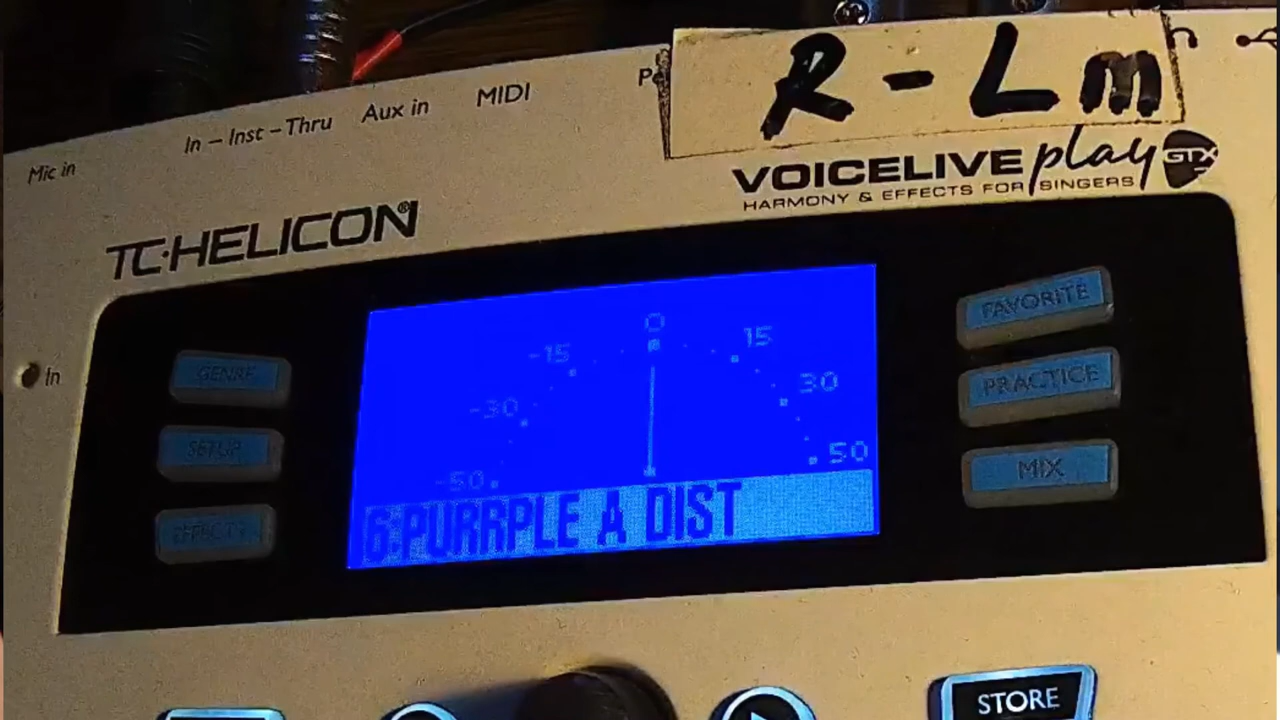 R - Lm
Mic in
In – Inst – Thru
Aux in
MIDI
VOICELIVE play GTX
HARMONY & EFFECTS FOR SINGERS
TC·HELICON®
In
GENRE
SETUP
EFFECTS
-50
-30
-15
0
15
30
50
6:PURRPLE A DIST
FAVORITE
PRACTICE
MIX
STORE